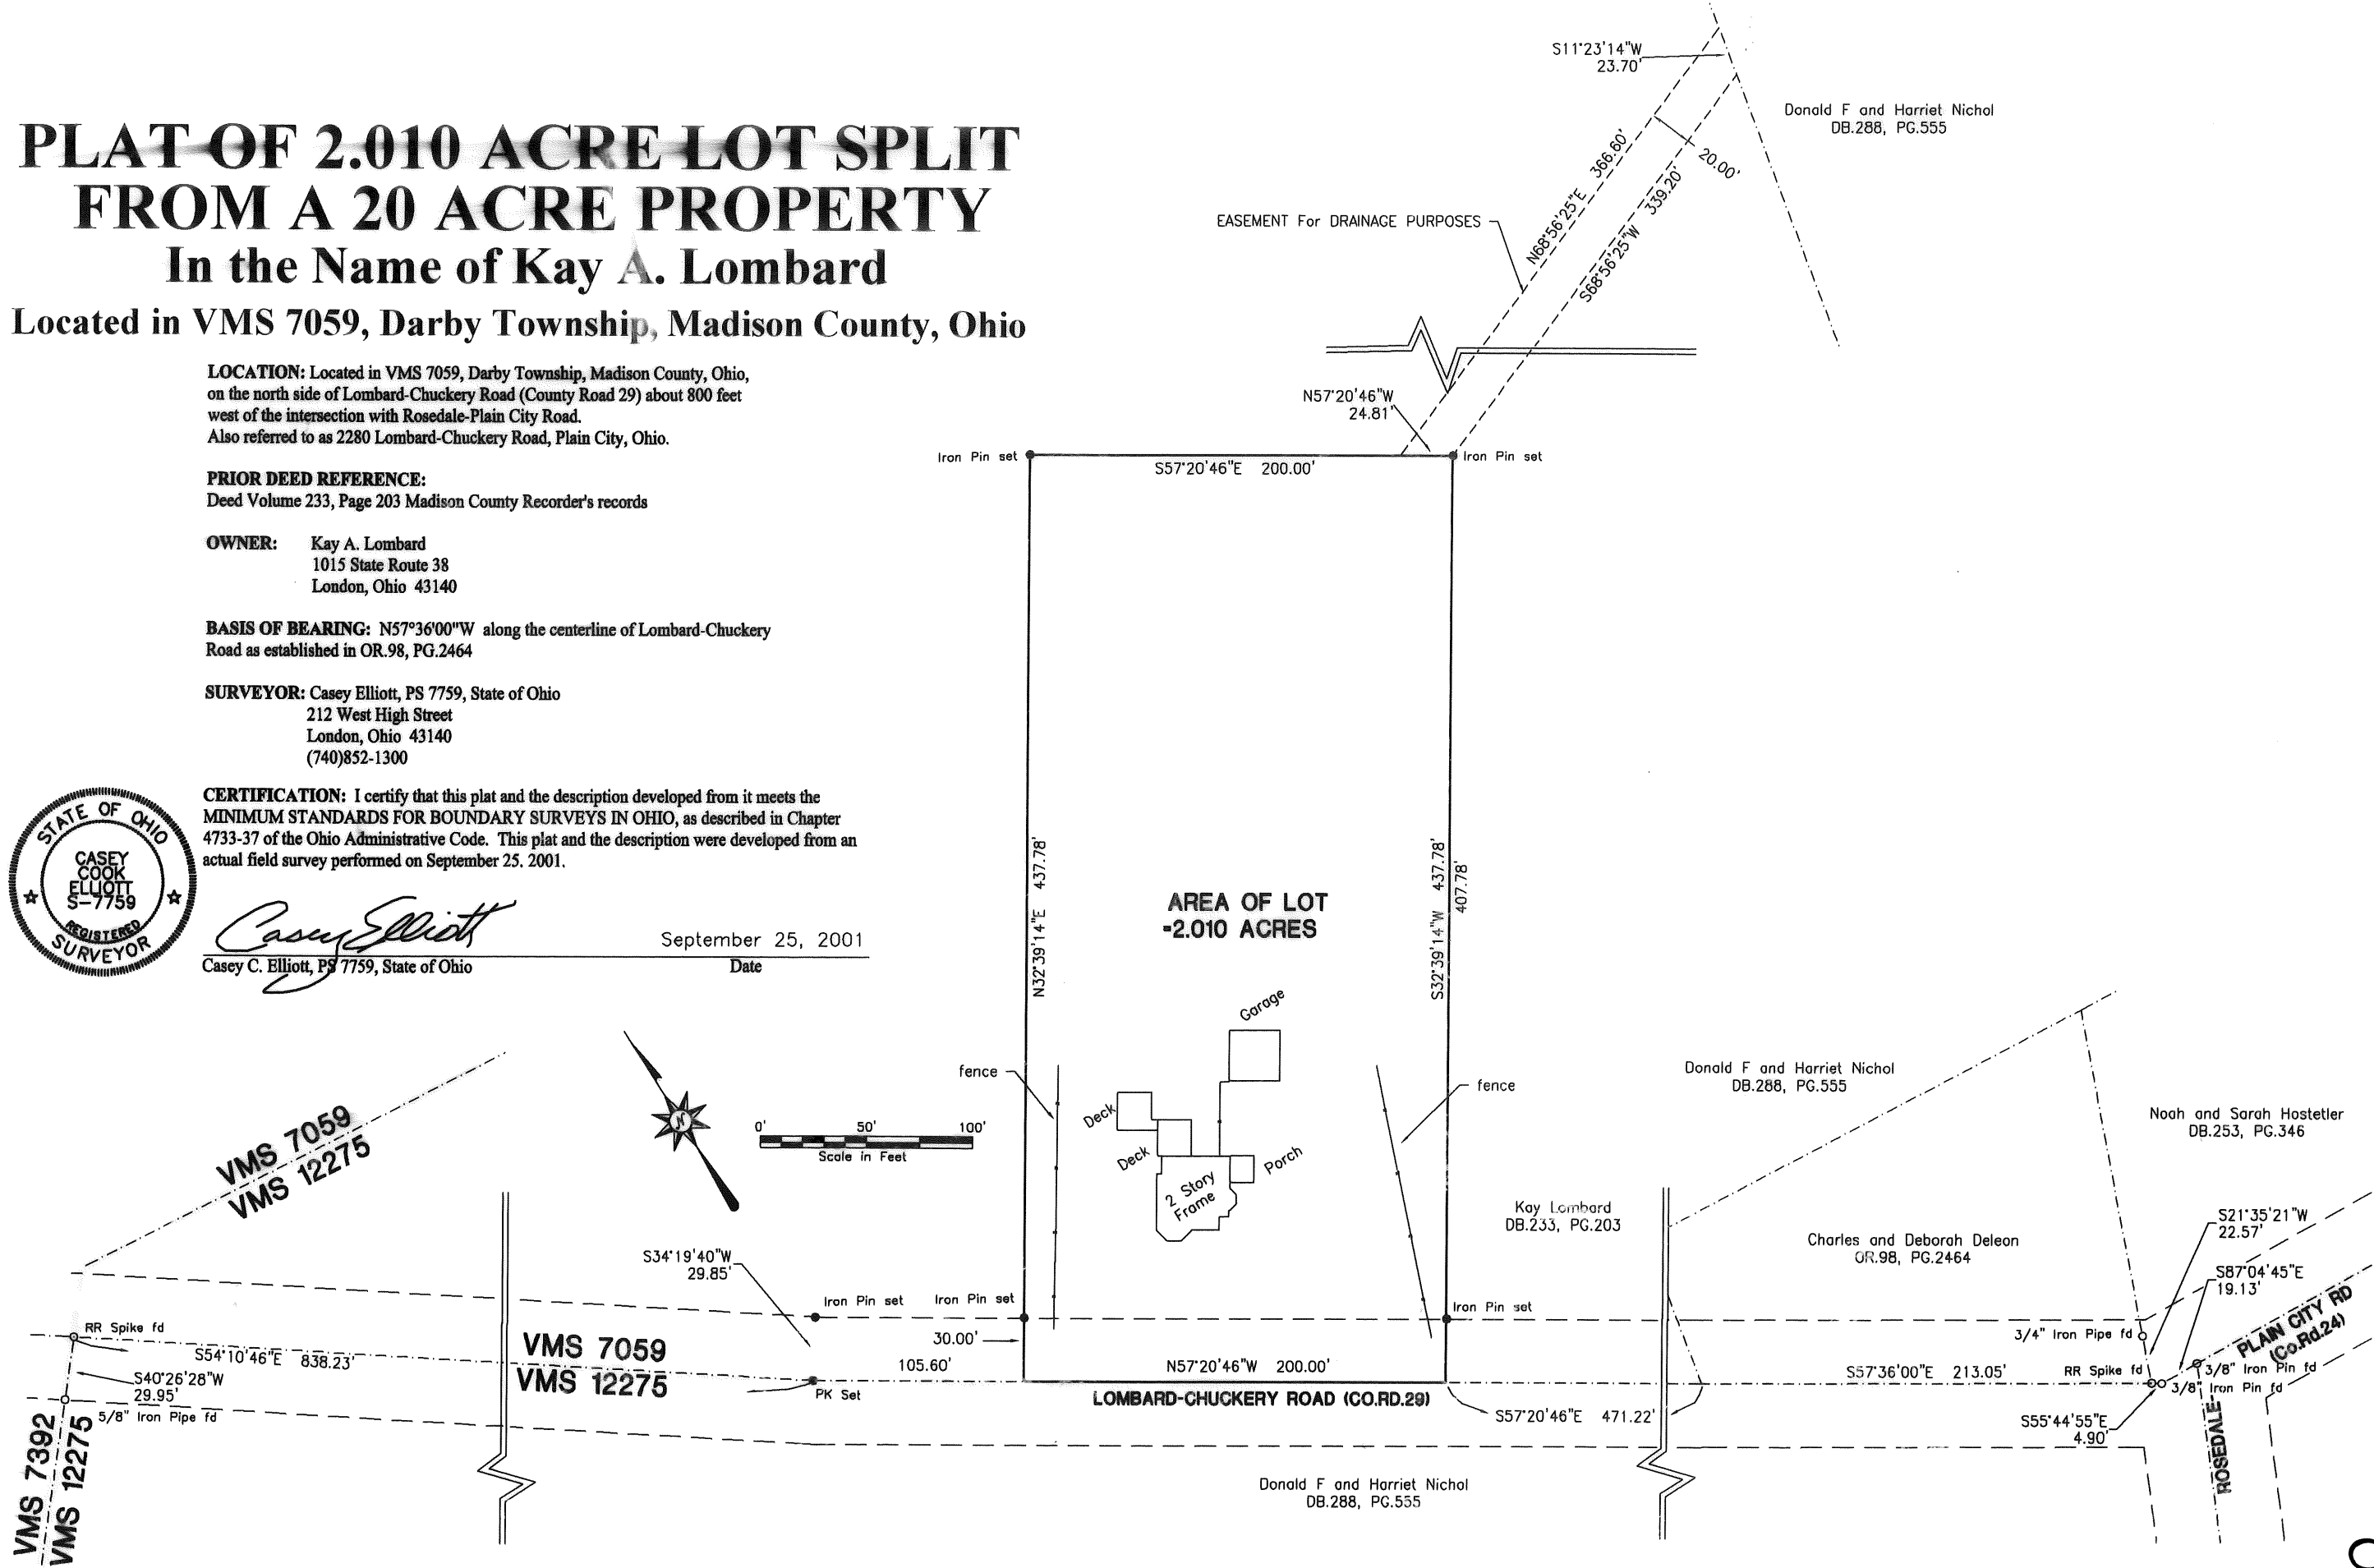 PLAT OF 2.010 ACRE LOT SPLIT
FROM A 20 ACRE PROPERTY
In the Name of Kay A. Lombard
Located in VMS 7059, Darby Township, Madison County, Ohio
LOCATION: Located in VMS 7059, Darby Township, Madison County, Ohio,
on the north side of Lombard-Chuckery Road (County Road 29) about 800 feet
west of the intersection with Rosedale-Plain City Road.
Also referred to as 2280 Lombard-Chuckery Road, Plain City, Ohio.
PRIOR DEED REFERENCE:
Deed Volume 233, Page 203 Madison County Recorder's records
OWNER: Kay A. Lombard
1015 State Route 38
London, Ohio 43140
BASIS OF BEARING: N57°36'00"W along the centerline of Lombard-Chuckery
Road as established in OR.98, PG.2464
SURVEYOR: Casey Elliott, PS 7759, State of Ohio
212 West High Street
London, Ohio 43140
(740)852-1300
CERTIFICATION: I certify that this plat and the description developed from it meets the
MINIMUM STANDARDS FOR BOUNDARY SURVEYS IN OHIO, as described in Chapter
4733-37 of the Ohio Administrative Code. This plat and the description were developed from an
actual field survey performed on September 25, 2001.
STATE OF OHIO
CASEY
COOK
ELLIOTT
S-7759
REGISTERED
SURVEYOR
Casey Elliott
September 25, 2001
Casey C. Elliott, PS 7759, State of Ohio
Date
S11°23'14"W
23.70'
Donald F and Harriet Nichol
DB.288, PG.555
N68°56'25"E 366.60'
20.00'
S68°56'25"W 339.20'
EASEMENT For DRAINAGE PURPOSES
N57°20'46"W
24.81'
Iron Pin set
S57°20'46"E 200.00'
Iron Pin set
N32°39'14"E 437.78'
S32°39'14"W 437.78'
407.78'
AREA OF LOT
=2.010 ACRES
Garage
fence
Deck
Deck
Porch
2 Story
Frame
fence
N
0' 50' 100'
Scale in Feet
VMS 7059
VMS 12275
Donald F and Harriet Nichol
DB.288, PG.555
Noah and Sarah Hostetler
DB.253, PG.346
Kay Lombard
DB.233, PG.203
Charles and Deborah Deleon
OR.98, PG.2464
S21°35'21"W
22.57'
S87°04'45"E
19.13'
PLAIN CITY RD
(Co.Rd.24)
S34°19'40"W
29.85'
Iron Pin set
Iron Pin set
Iron Pin set
30.00'
RR Spike fd
S54°10'46"E 838.23'
S40°26'28"W
29.95'
5/8" Iron Pipe fd
VMS 7059
VMS 12275
105.60'
PK Set
N57°20'46"W 200.00'
LOMBARD-CHUCKERY ROAD (CO.RD.29)
S57°20'46"E 471.22'
3/4" Iron Pipe fd
S57°36'00"E 213.05'
RR Spike fd
3/8" Iron Pin fd
3/8" Iron Pin fd
S55°44'55"E
4.90'
ROSEDALE-
VMS 7392
VMS 12275
Donald F and Harriet Nichol
DB.288, PG.555